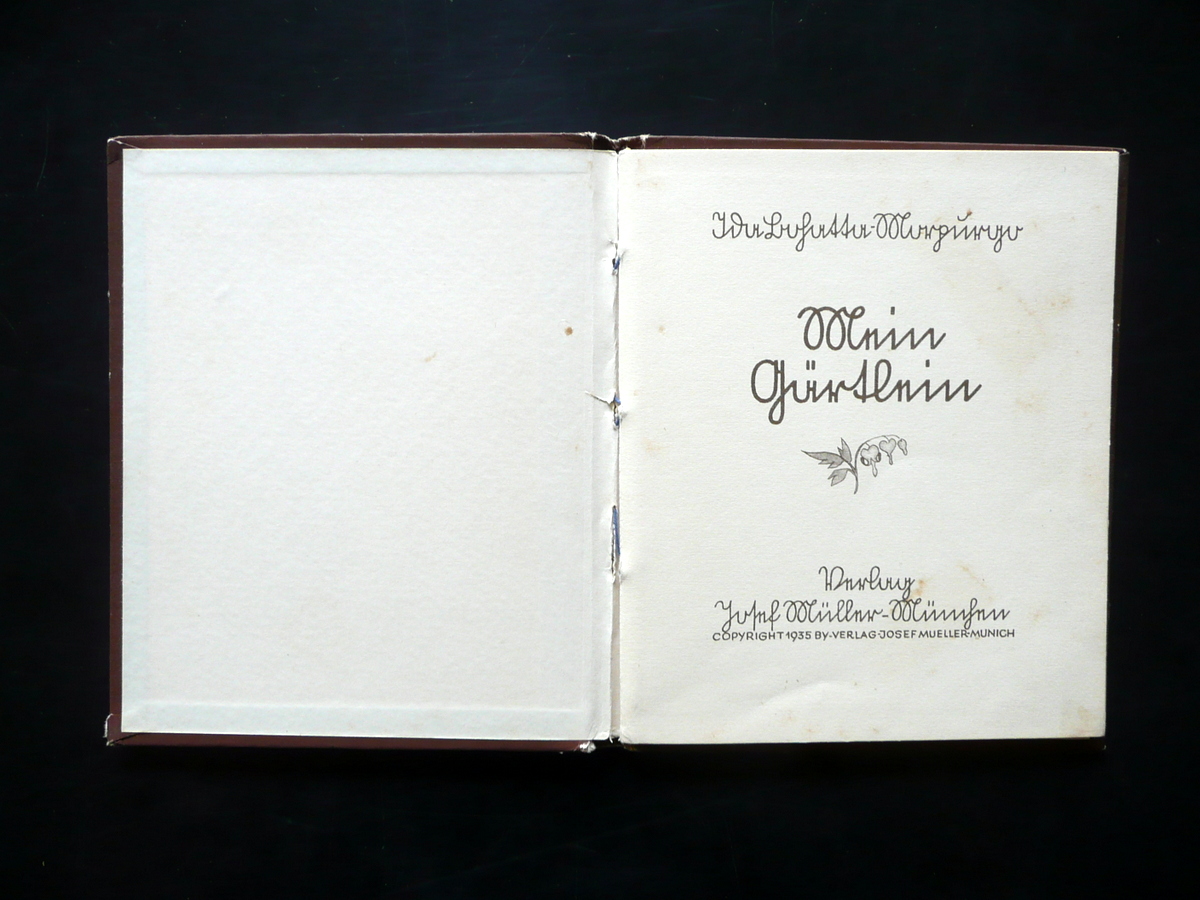 Ida Bohatta-Morpurgo
Mein
Gärtlein
Verlag
Josef Müller-München
COPYRIGHT 1935 BY·VERLAG·JOSEF MUELLER·MUNICH